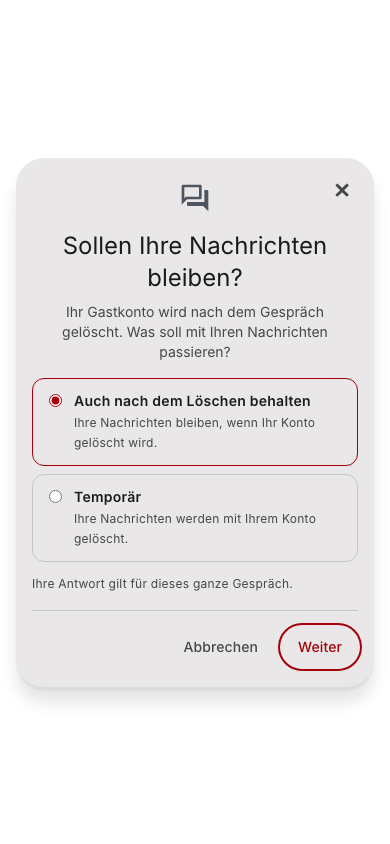 Sollen Ihre Nachrichten
bleiben?
Ihr Gastkonto wird nach dem Gespräch
gelöscht. Was soll mit Ihren Nachrichten
passieren?
Auch nach dem Löschen behalten
Ihre Nachrichten bleiben, wenn Ihr Konto
gelöscht wird.
Temporär
Ihre Nachrichten werden mit Ihrem Konto
gelöscht.
Ihre Antwort gilt für dieses ganze Gespräch.
Abbrechen Weiter